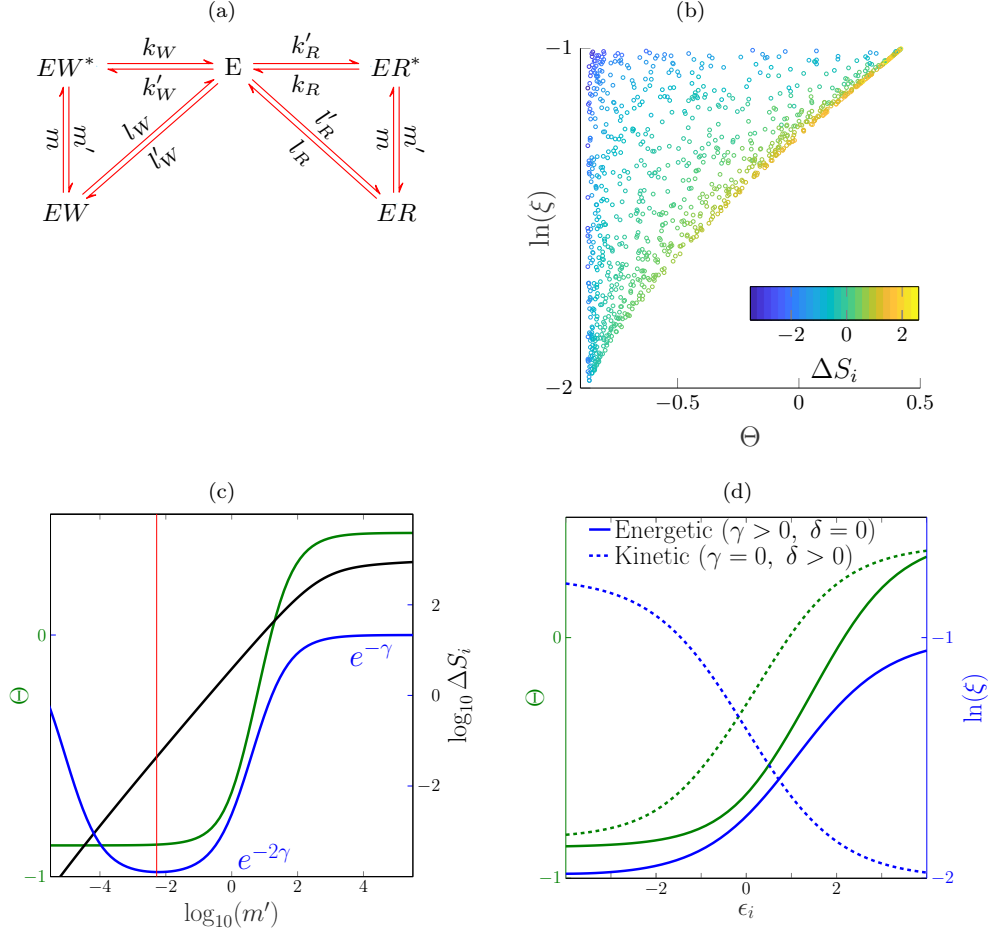 (a)
k_W
k'_R
EW*
E
ER*
k'_W
k_R
m
m'
l_W
l'_W
l'_R
l_R
m
m'
EW
ER
(b)
−1
ln(ξ)
−2
−2
0
2
ΔS_i
−0.5
0
0.5
Θ
(c)
2
0
0
−2
−1
Θ
log_10 ΔS_i
e^{−γ}
e^{−2γ}
−4
−2
0
2
4
log_10(m′)
(d)
Energetic (γ > 0, δ = 0)
Kinetic (γ = 0, δ > 0)
0
−1
Θ
−1
−2
ln(ξ)
−2
0
2
ϵ_i